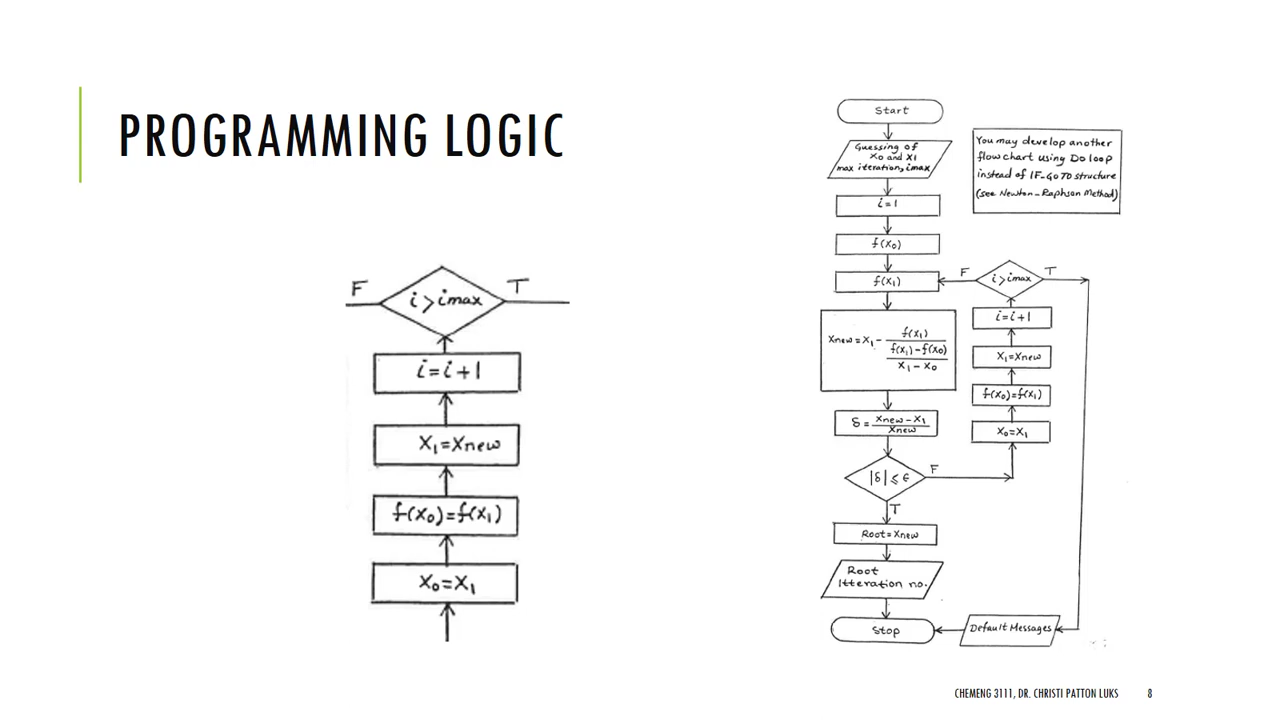 PROGRAMMING LOGIC
F
i > imax
T
i = i + 1
X₁ = Xnew
f(X₀) = f(X₁)
X₀ = X₁
Start
Guessing of
X0 and X1
max iteration, imax
i = 1
f(X₀)
f(X₁)
Xnew = X₁ - f(X₁) / ((f(X₁) - f(X₀)) / (X₁ - X₀))
δ = (Xnew - X₁) / Xnew
|δ| ≤ ϵ
F
T
Root = Xnew
Root
Itteration no.
Stop
You may develop another
flow chart using Do loop
instead of IF-GO TO structure
(see Newton-Raphson Method)
F
i > imax
T
i = i + 1
X₁ = Xnew
f(X₀) = f(X₁)
X₀ = X₁
Default Messages
CHEMENG 3111, DR. CHRISTI PATTON LUKS
8